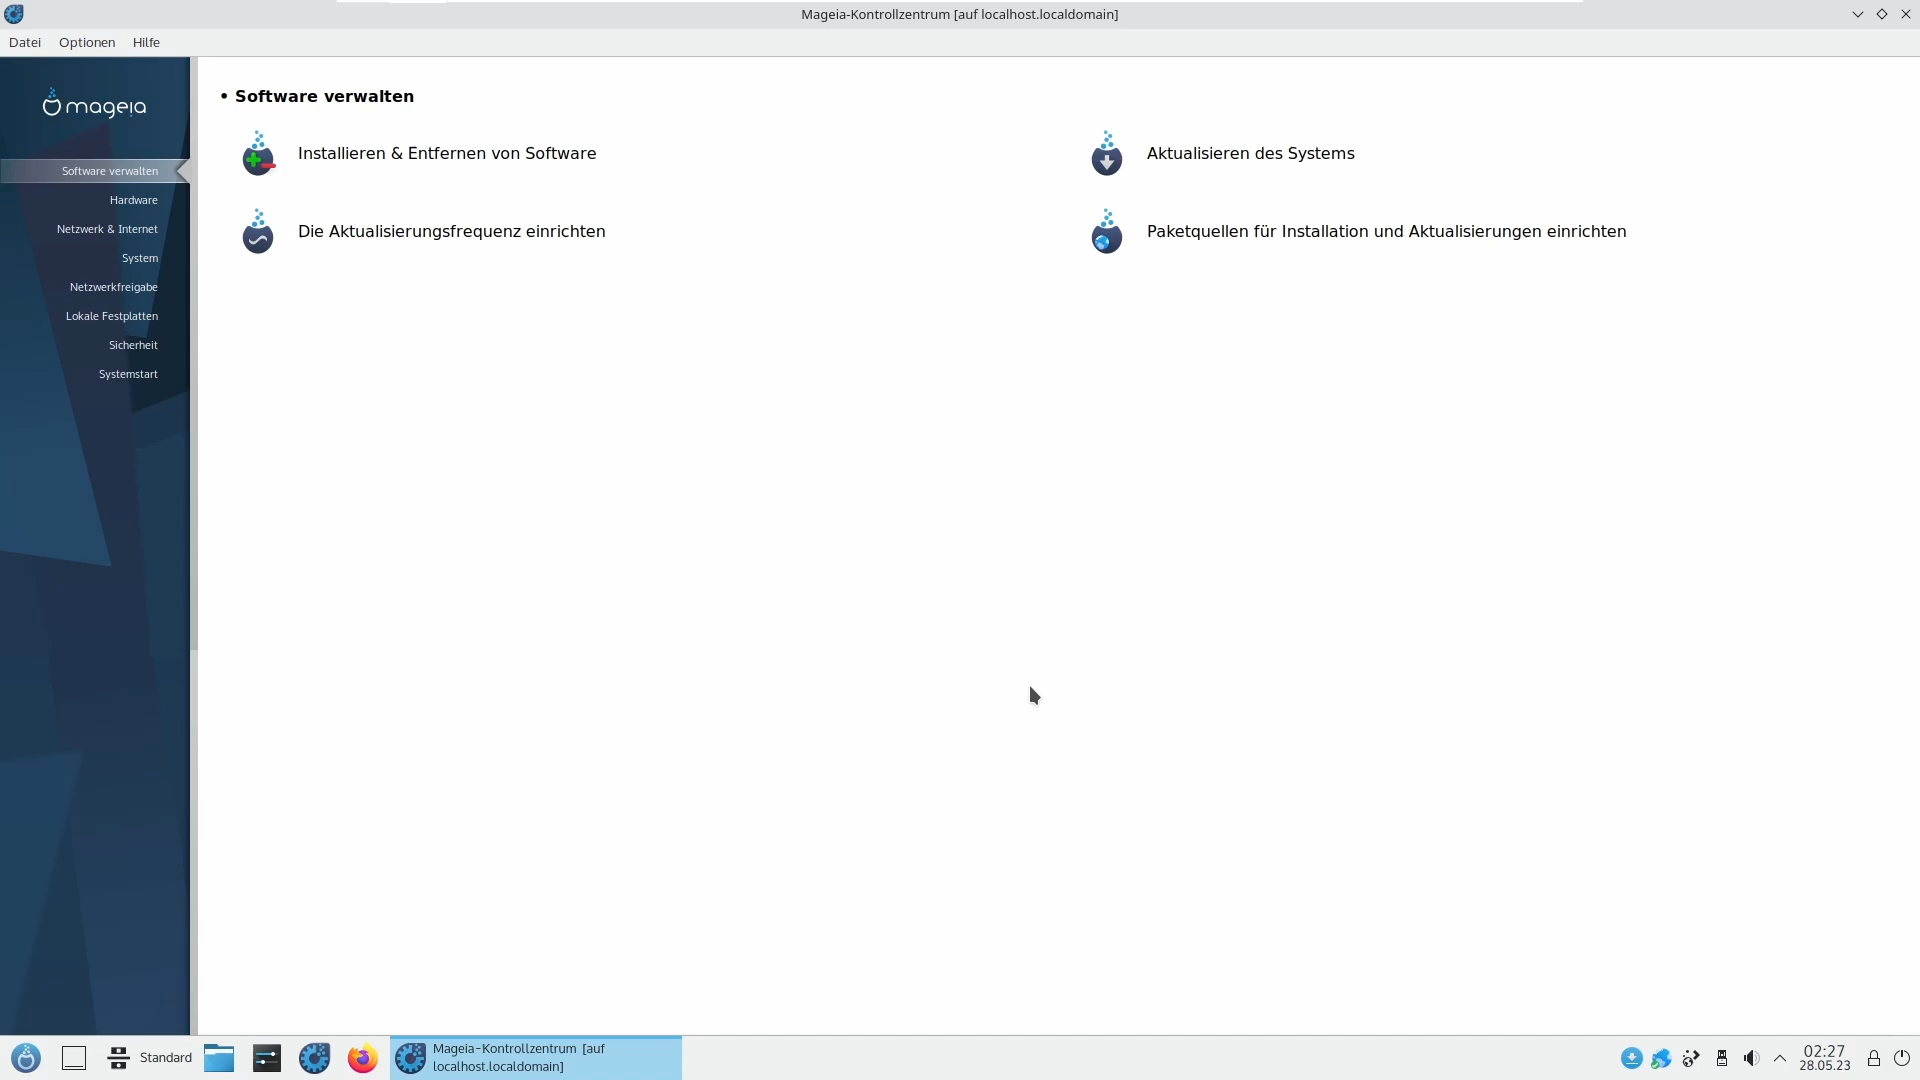 Mageia-Kontrollzentrum [auf localhost.localdomain]
Datei Optionen Hilfe
mageia
Software verwalten
Hardware
Netzwerk & Internet
System
Netzwerkfreigabe
Lokale Festplatten
Sicherheit
Systemstart
• Software verwalten
Installieren & Entfernen von Software
Aktualisieren des Systems
Die Aktualisierungsfrequenz einrichten
Paketquellen für Installation und Aktualisierungen einrichten
Standard
Mageia-Kontrollzentrum [auf
localhost.localdomain]
02:27
28.05.23